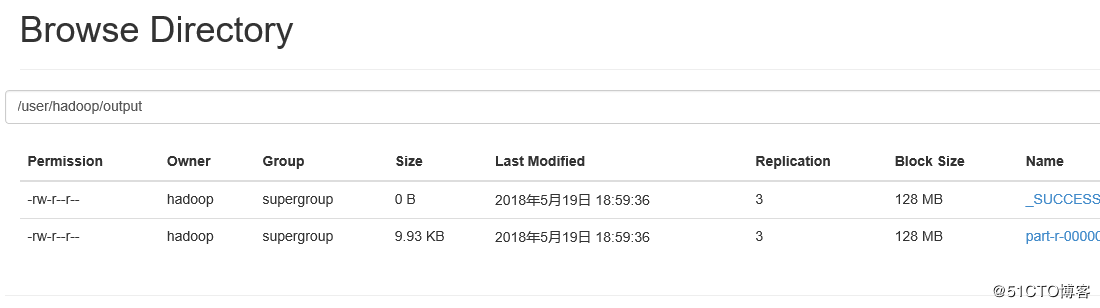 Browse Directory
/user/hadoop/output
Permission Owner Group Size Last Modified Replication Block Size Name
-rw-r--r-- hadoop supergroup 0 B 2018年5月19日 18:59:36 3 128 MB _SUCCESS
-rw-r--r-- hadoop supergroup 9.93 KB 2018年5月19日 18:59:36 3 128 MB part-r-00000
@51CTO博客